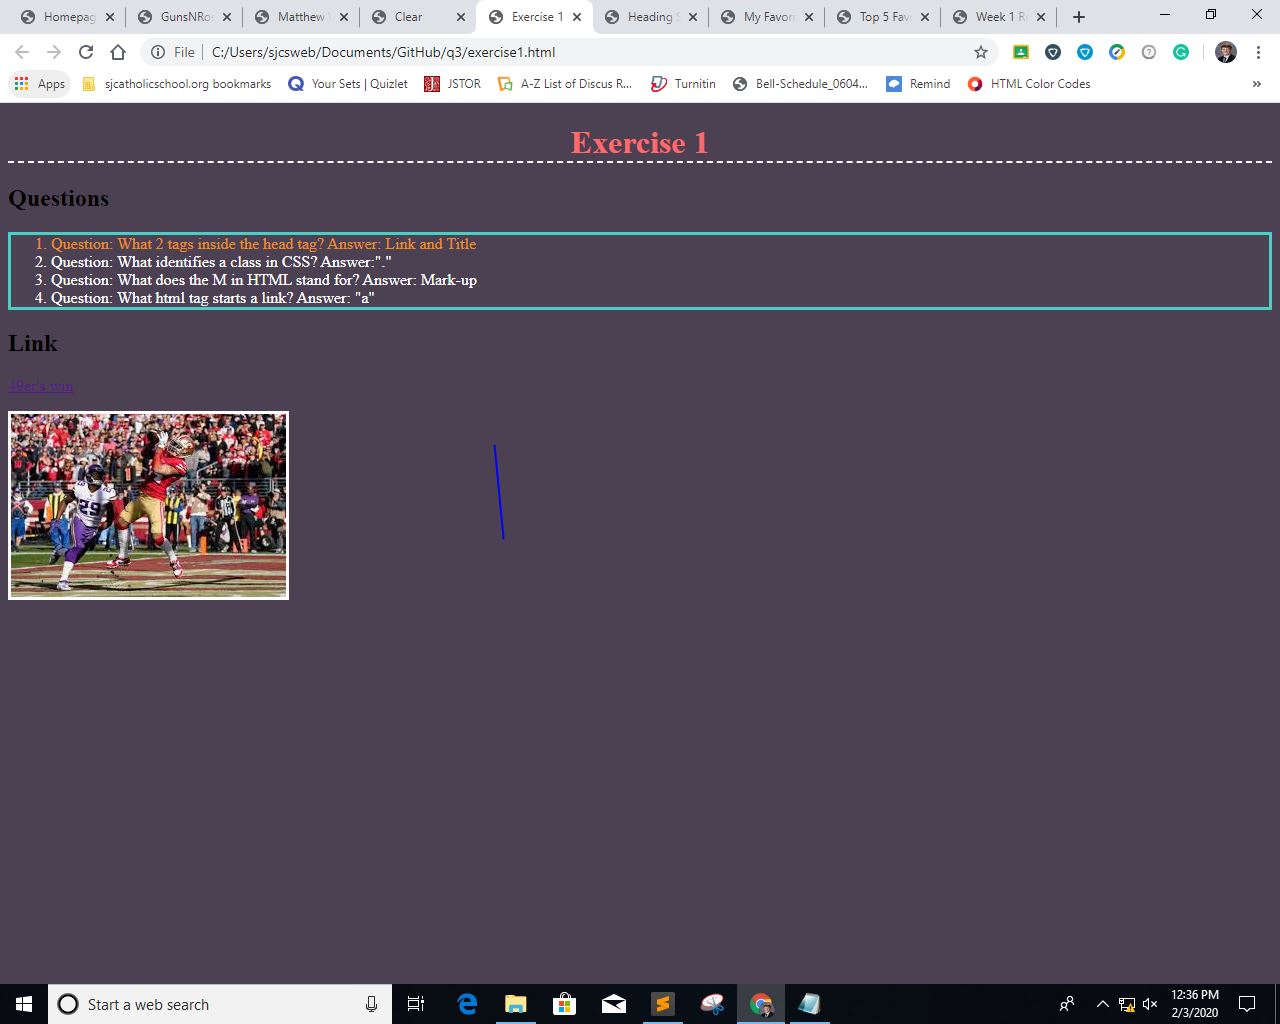 Homepag
GunsNRo
Matthew
Clear
Exercise 1
Heading
My Favori
Top 5 Fav
Week 1 R
File
C:/Users/sjcsweb/Documents/GitHub/q3/exercise1.html
Apps
sjcatholicschool.org bookmarks
Your Sets | Quizlet
JSTOR
A-Z List of Discus R...
Turnitin
Bell-Schedule_0604...
Remind
HTML Color Codes
»
Exercise 1
Questions
1. Question: What 2 tags inside the head tag? Answer: Link and Title
2. Question: What identifies a class in CSS? Answer:"."
3. Question: What does the M in HTML stand for? Answer: Mark-up
4. Question: What html tag starts a link? Answer: "a"
Link
49er's win
29
Start a web search
12:36 PM
2/3/2020